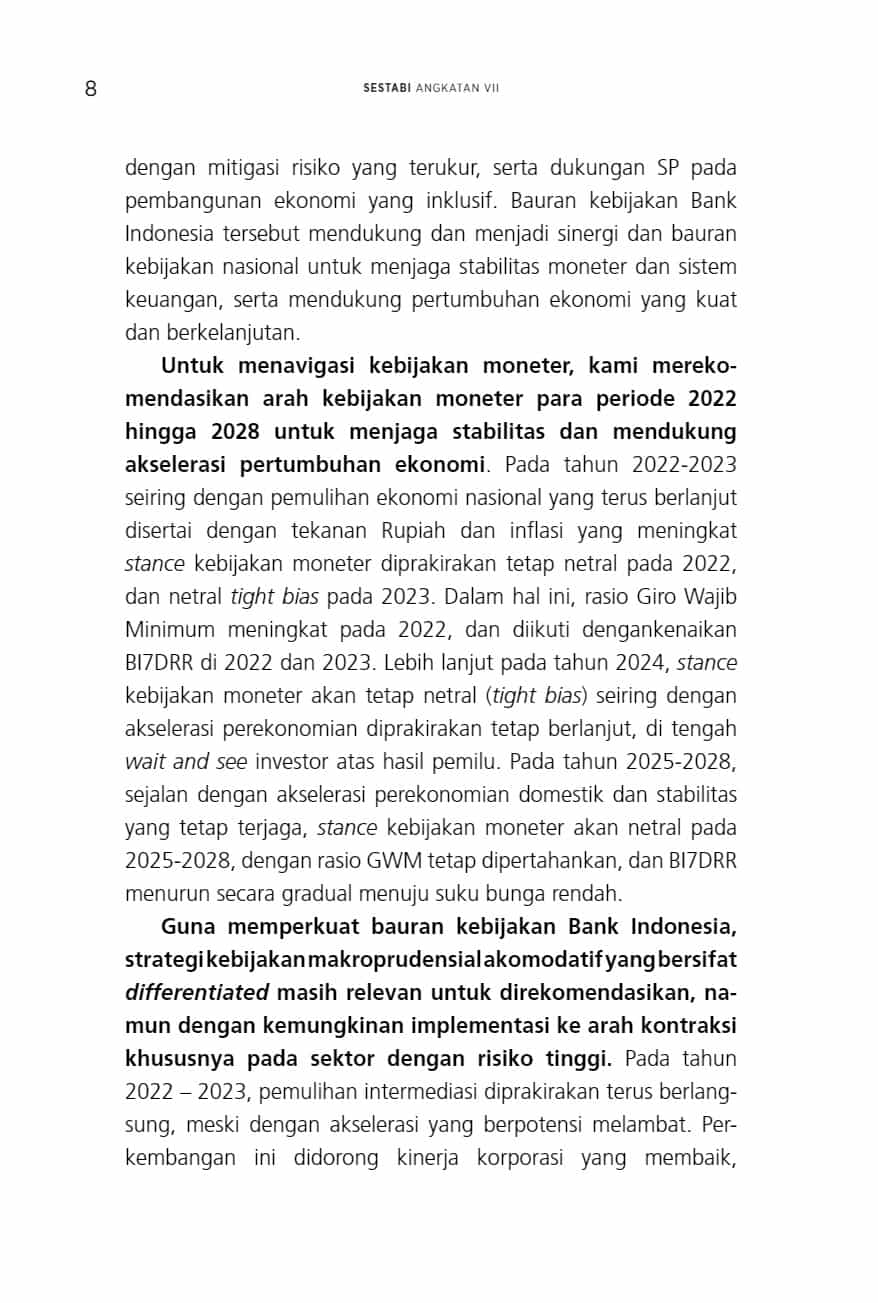 8
SESTABI ANGKATAN VII
dengan mitigasi risiko yang terukur, serta dukungan SP pada
pembangunan ekonomi yang inklusif. Bauran kebijakan Bank
Indonesia tersebut mendukung dan menjadi sinergi dan bauran
kebijakan nasional untuk menjaga stabilitas moneter dan sistem
keuangan, serta mendukung pertumbuhan ekonomi yang kuat
dan berkelanjutan.
Untuk menavigasi kebijakan moneter, kami mereko-
mendasikan arah kebijakan moneter para periode 2022
hingga 2028 untuk menjaga stabilitas dan mendukung
akselerasi pertumbuhan ekonomi. Pada tahun 2022-2023
seiring dengan pemulihan ekonomi nasional yang terus berlanjut
disertai dengan tekanan Rupiah dan inflasi yang meningkat
stance kebijakan moneter diprakirakan tetap netral pada 2022,
dan netral tight bias pada 2023. Dalam hal ini, rasio Giro Wajib
Minimum meningkat pada 2022, dan diikuti dengankenaikan
BI7DRR di 2022 dan 2023. Lebih lanjut pada tahun 2024, stance
kebijakan moneter akan tetap netral (tight bias) seiring dengan
akselerasi perekonomian diprakirakan tetap berlanjut, di tengah
wait and see investor atas hasil pemilu. Pada tahun 2025-2028,
sejalan dengan akselerasi perekonomian domestik dan stabilitas
yang tetap terjaga, stance kebijakan moneter akan netral pada
2025-2028, dengan rasio GWM tetap dipertahankan, dan BI7DRR
menurun secara gradual menuju suku bunga rendah.
Guna memperkuat bauran kebijakan Bank Indonesia,
strategi kebijakan makroprudensial akomodatif yang bersifat
differentiated masih relevan untuk direkomendasikan, na-
mun dengan kemungkinan implementasi ke arah kontraksi
khususnya pada sektor dengan risiko tinggi. Pada tahun
2022 – 2023, pemulihan intermediasi diprakirakan terus berlang-
sung, meski dengan akselerasi yang berpotensi melambat. Per-
kembangan ini didorong kinerja korporasi yang membaik,